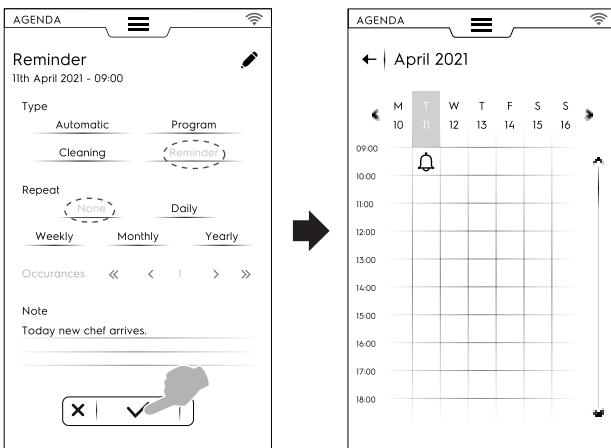 AGENDA
Reminder
11th April 2021 - 09:00
Type
Automatic Program
Cleaning Reminder
Repeat
None Daily
Weekly Monthly Yearly
Occurances 1
Note
Today new chef arrives.
AGENDA
April 2021
M T W T F S S
10 11 12 13 14 15 16
09:00
10:00
11:00
12:00
13:00
14:00
15:00
16:00
17:00
18:00